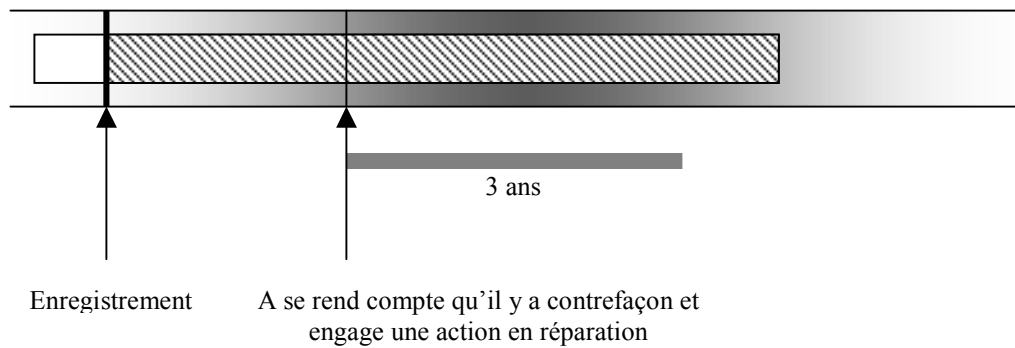 3 ans
Enregistrement
A se rend compte qu’il y a contrefaçon et
engage une action en réparation